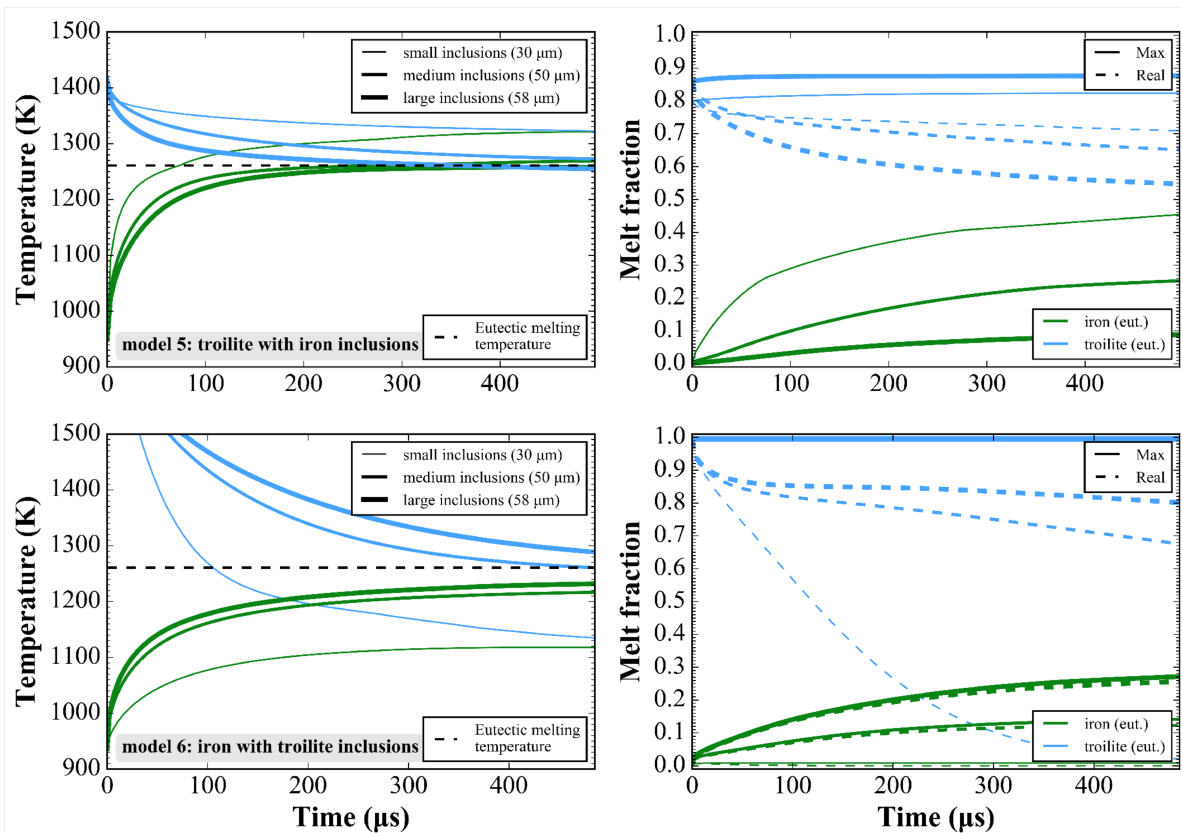 1500
1400
1300
1200
1100
1000
900
Temperature (K)
small inclusions (30 μm)
medium inclusions (50 μm)
large inclusions (58 μm)
model 5: troilite with iron inclusions
Eutectic melting
temperature
0
100
200
300
400
1.0
0.9
0.8
0.7
0.6
0.5
0.4
0.3
0.2
0.1
0.0
Melt fraction
Max
Real
iron (eut.)
troilite (eut.)
0
100
200
300
400
1500
1400
1300
1200
1100
1000
900
Temperature (K)
small inclusions (30 μm)
medium inclusions (50 μm)
large inclusions (58 μm)
model 6: iron with troilite inclusions
Eutectic melting
temperature
0
100
200
300
400
Time (μs)
1.0
0.9
0.8
0.7
0.6
0.5
0.4
0.3
0.2
0.1
0.0
Melt fraction
Max
Real
iron (eut.)
troilite (eut.)
0
100
200
300
400
Time (μs)